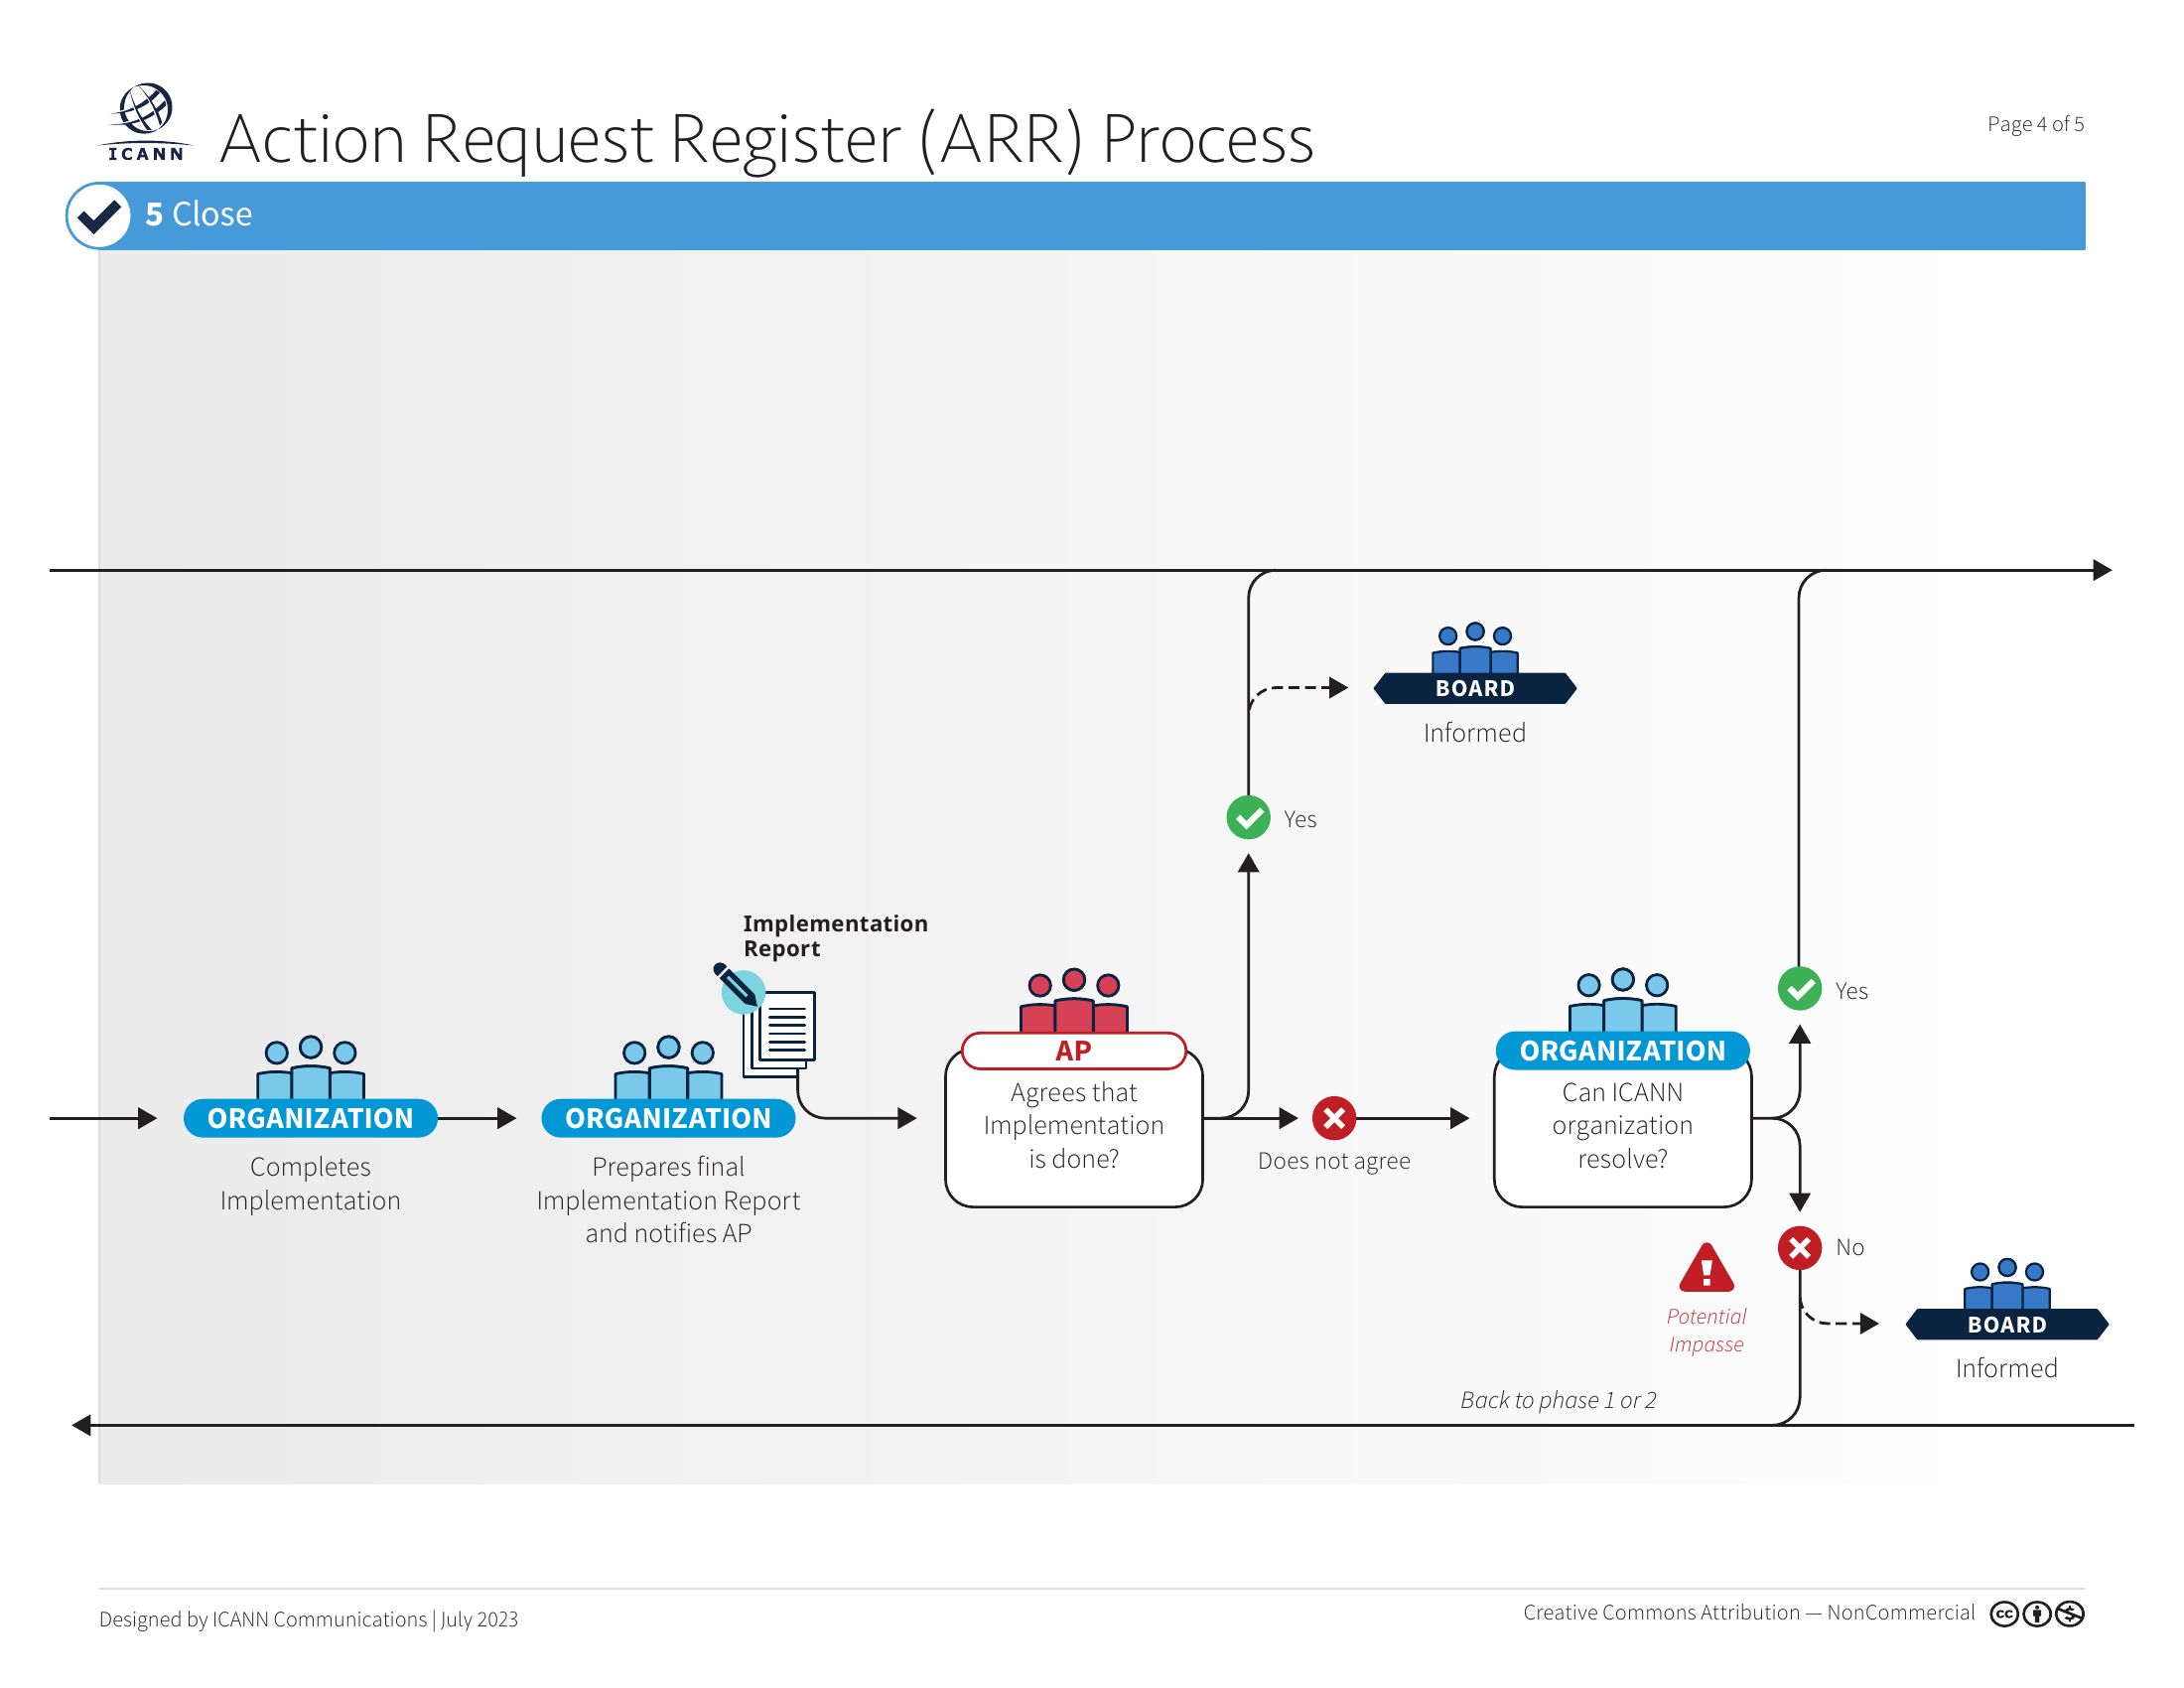 ICANN
Action Request Register (ARR) Process
Page 4 of 5
5 Close
BOARD
Informed
Yes
Implementation
Report
ORGANIZATION
Completes
Implementation
ORGANIZATION
Prepares final
Implementation Report
and notifies AP
AP
Agrees that
Implementation
is done?
Does not agree
ORGANIZATION
Can ICANN
organization
resolve?
Yes
No
Potential
Impasse
BOARD
Informed
Back to phase 1 or 2
Designed by ICANN Communications | July 2023
Creative Commons Attribution — NonCommercial
cc